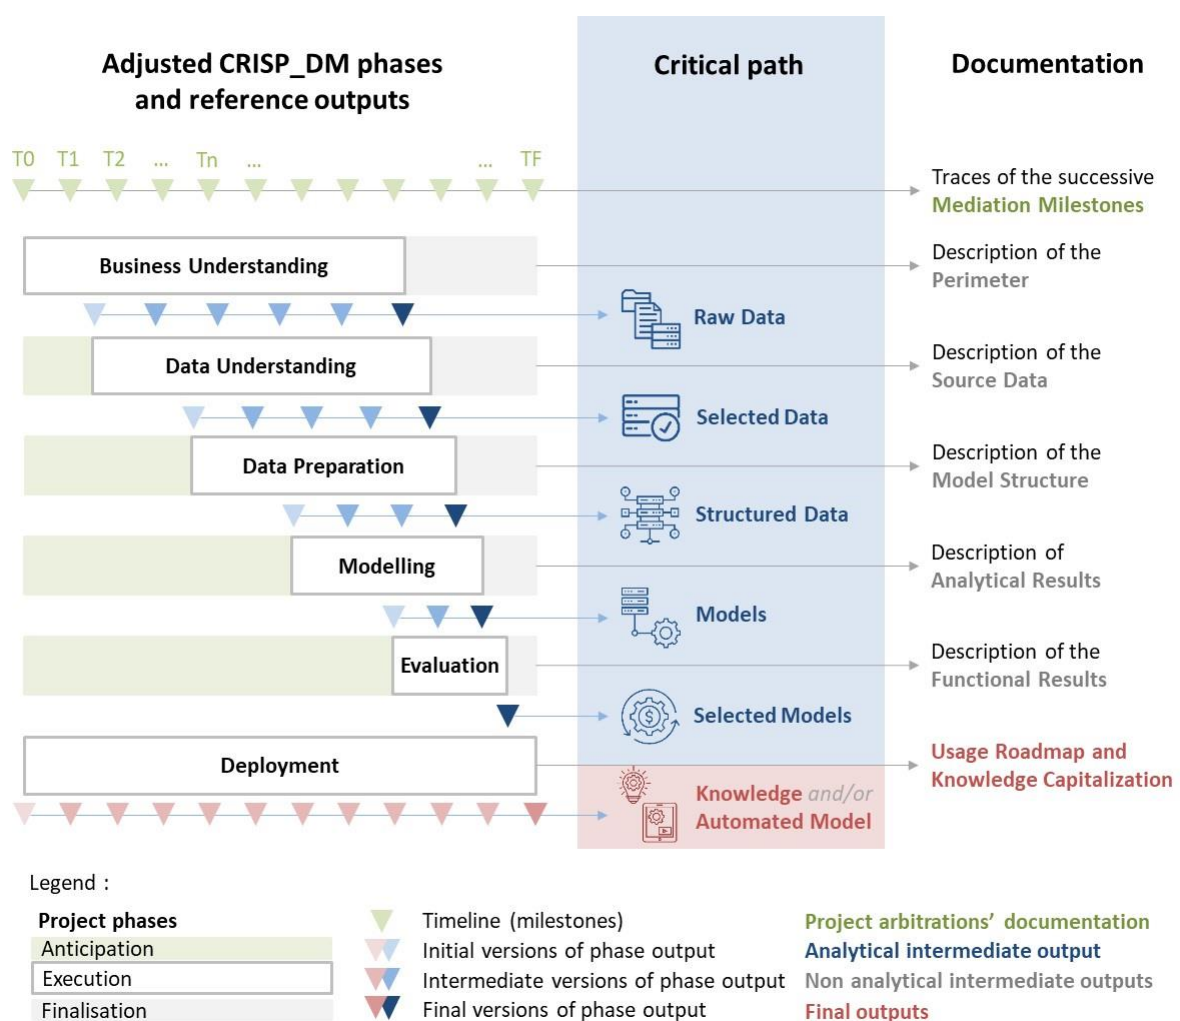 Adjusted CRISP_DM phases
and reference outputs
Critical path
Documentation
T0 T1 T2 ... Tn ... ... TF
Traces of the successive
Mediation Milestones
Business Understanding
Description of the
Perimeter
Raw Data
Data Understanding
Description of the
Source Data
Selected Data
Data Preparation
Description of the
Model Structure
Structured Data
Modelling
Description of
Analytical Results
Models
Evaluation
Description of the
Functional Results
Selected Models
Deployment
Usage Roadmap and
Knowledge Capitalization
Knowledge and/or
Automated Model
Legend :
Project phases
Anticipation
Execution
Finalisation
Timeline (milestones)
Initial versions of phase output
Intermediate versions of phase output
Final versions of phase output
Project arbitrations’ documentation
Analytical intermediate output
Non analytical intermediate outputs
Final outputs